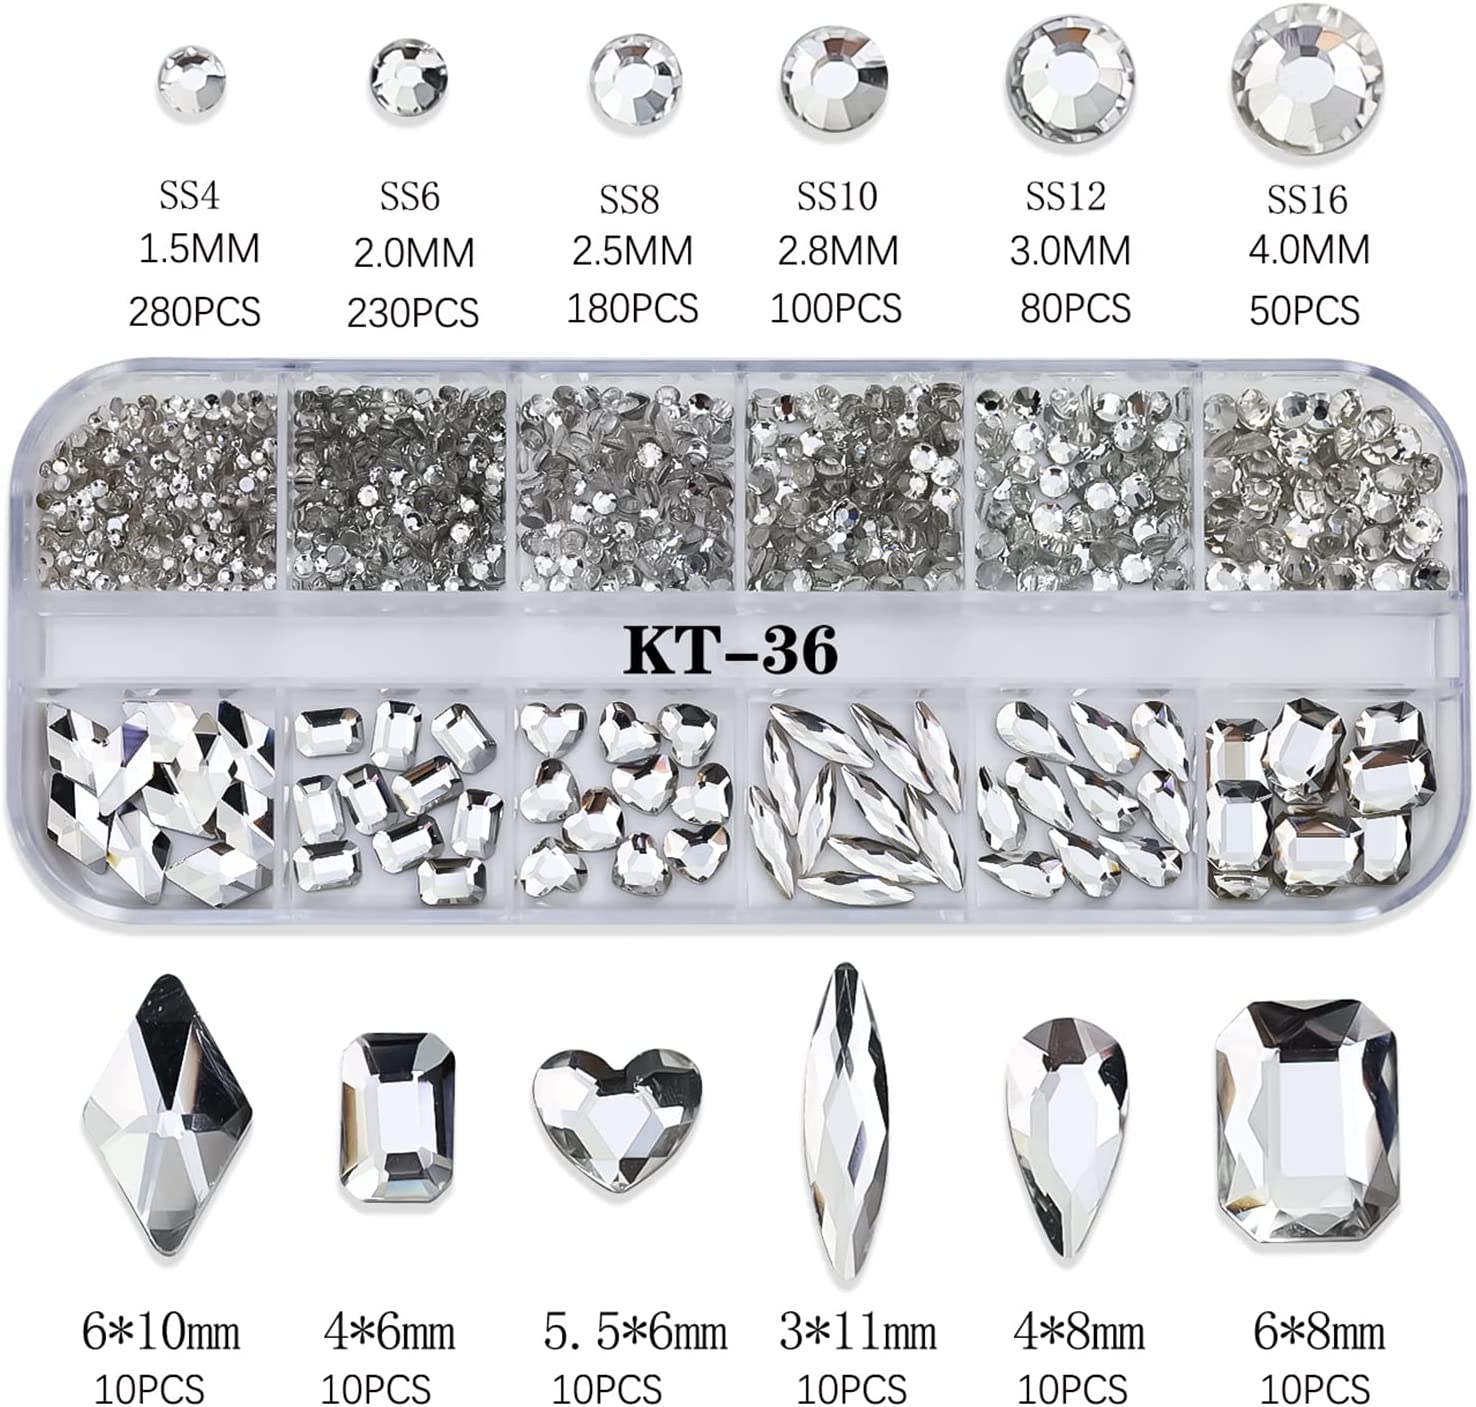 SS4 SS6 SS8 SS10 SS12 SS16
1.5MM 2.0MM 2.5MM 2.8MM 3.0MM 4.0MM
280PCS 230PCS 180PCS 100PCS 80PCS 50PCS
KT-36
6*10mm 4*6mm 5.5*6mm 3*11mm 4*8mm 6*8mm
10PCS 10PCS 10PCS 10PCS 10PCS 10PCS